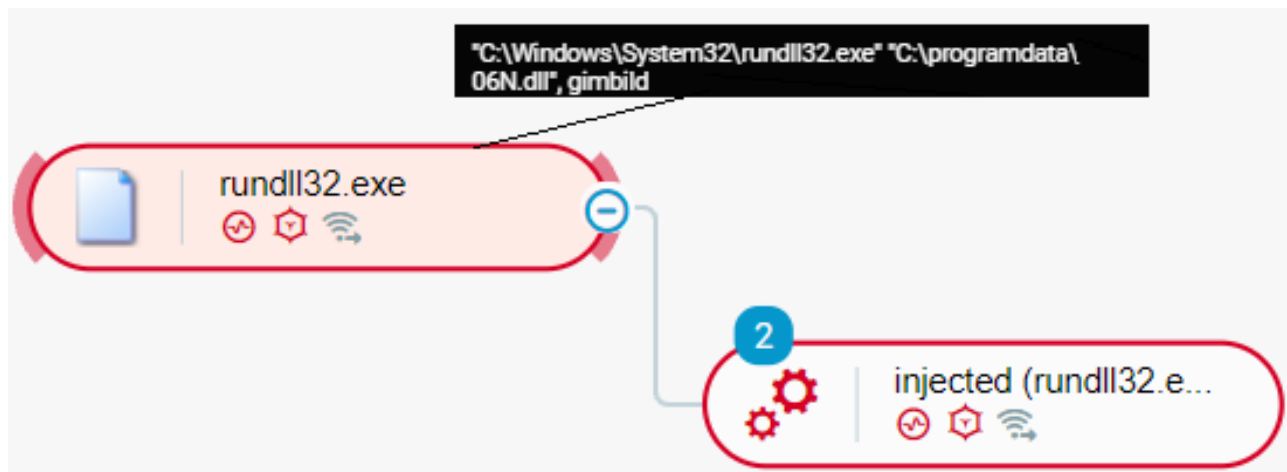 "C:\Windows\System32\rundll32.exe" "C:\programdata\
06N.dll", gimbild
rundll32.exe
2
injected (rundll32.e...